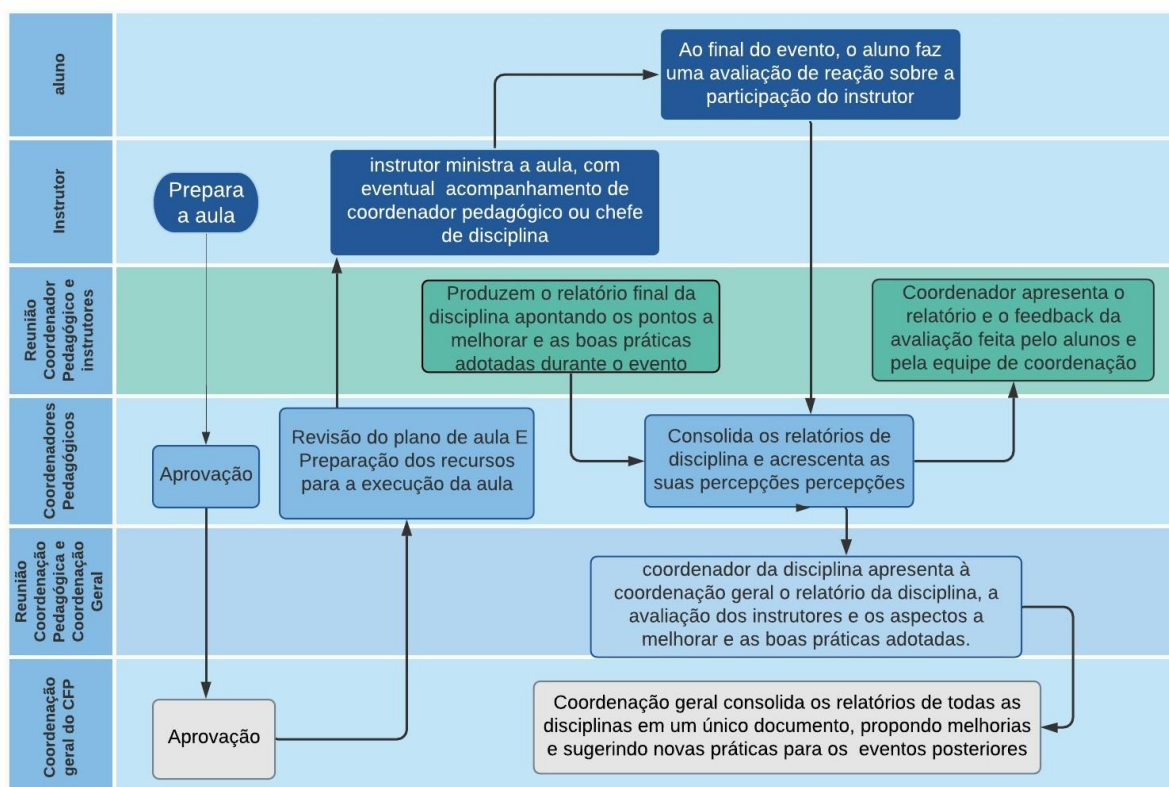 aluno
Ao final do evento, o aluno faz
uma avaliação de reação sobre a
participação do instrutor
Instrutor
Prepara
a aula
instrutor ministra a aula, com
eventual  acompanhamento de
coordenador pedagógico ou chefe
de disciplina
Reunião
Coordenador
Pedagógico e
instrutores
Produzem o relatório final da
disciplina apontando os pontos a
melhorar e as boas práticas
adotadas durante o evento
Coordenador apresenta o
relatório e o feedback da
avaliação feita pelo alunos e
pela equipe de coordenação
Coordenadores
Pedagógicos
Aprovação
Revisão do plano de aula E
Preparação dos recursos
para a execução da aula
Consolida os relatórios de
disciplina e acrescenta as
suas percepções percepções
Reunião
Coordenação
Pedagógica e
Coordenação
Geral
coordenador da disciplina apresenta à
coordenação geral o relatório da disciplina, a
avaliação dos instrutores e os aspectos a
melhorar e as boas práticas adotadas.
Coordenação
geral do CFP
Aprovação
Coordenação geral consolida os relatórios de todas as
disciplinas em um único documento, propondo melhorias
e sugerindo novas práticas para os  eventos posteriores